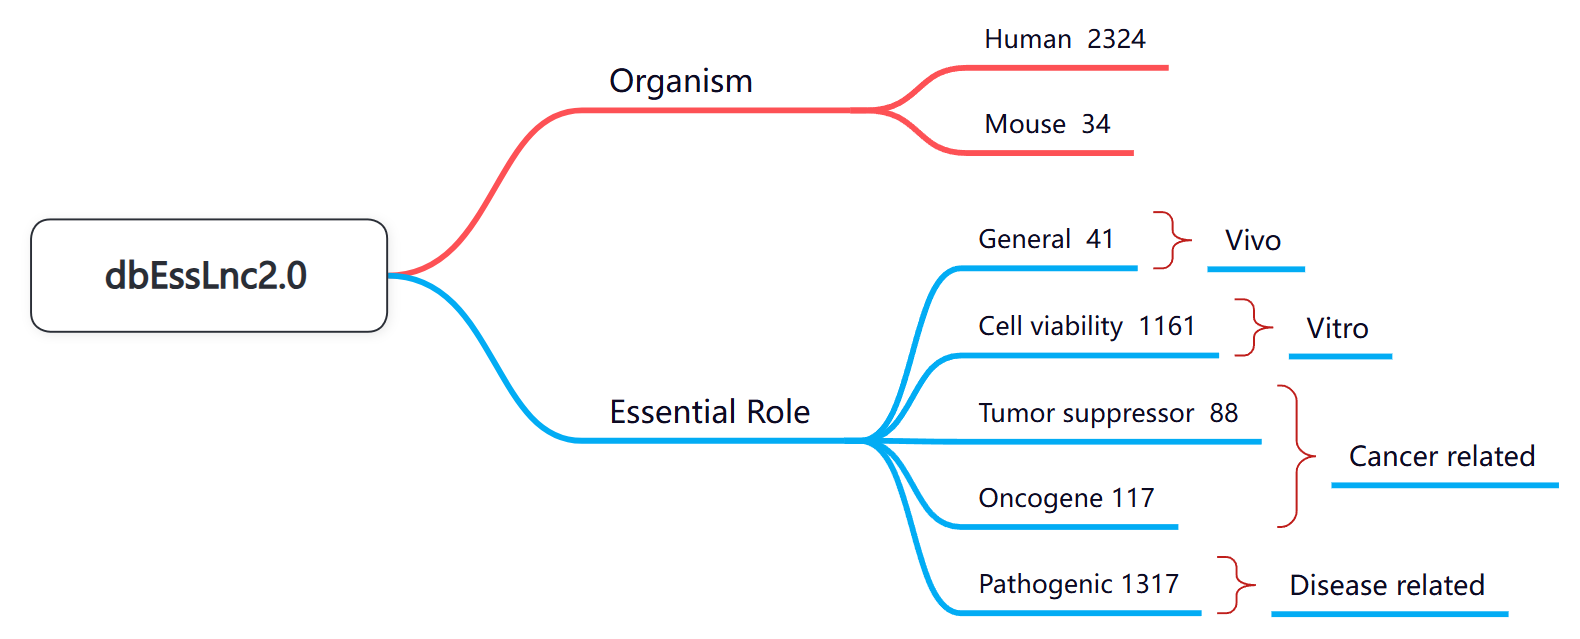 dbEssLnc2.0
Organism
Human 2324
Mouse 34
Essential Role
General 41
Vivo
Cell viability 1161
Vitro
Tumor suppressor 88
Oncogene 117
Cancer related
Pathogenic 1317
Disease related